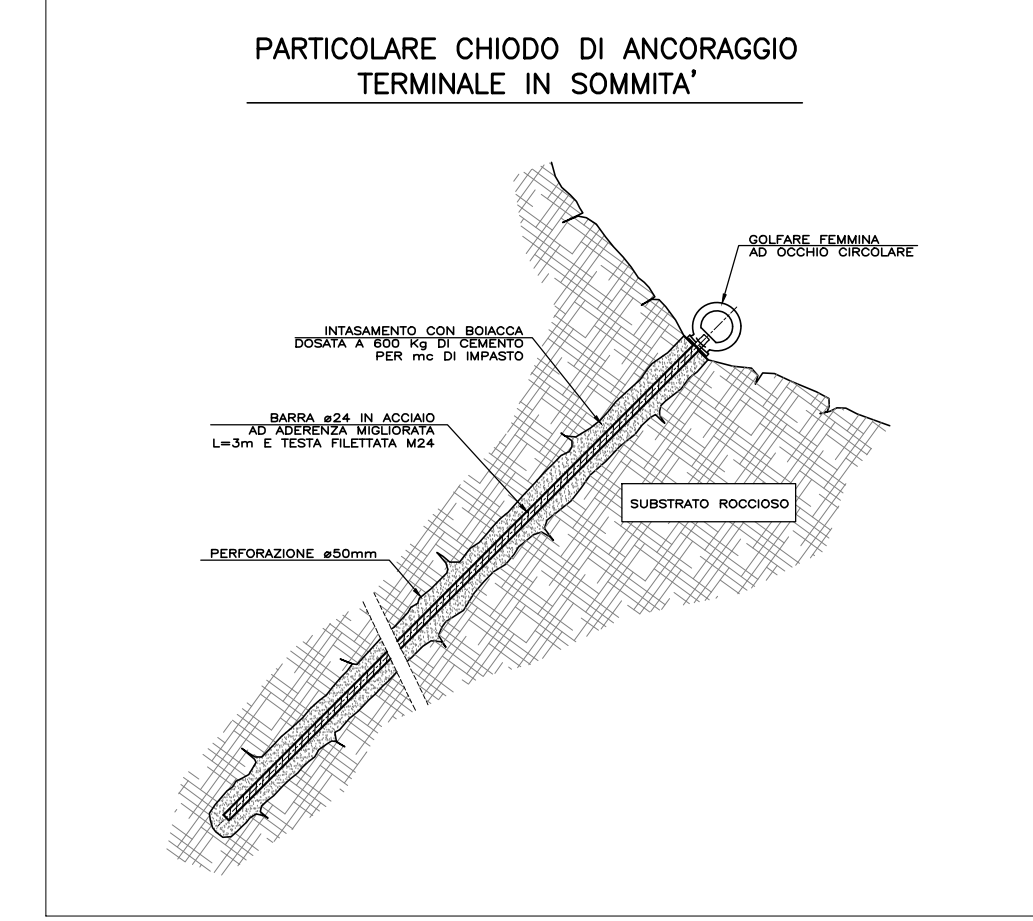 PARTICOLARE CHIODO DI ANCORAGGIO
TERMINALE IN SOMMITA'
GOLFARE FEMMINA
AD OCCHIO CIRCOLARE
INTASAMENTO CON BOIACCA
DOSATA A 600 Kg DI CEMENTO
PER mc DI IMPASTO
BARRA ø24 IN ACCIAIO
AD ADERENZA MIGLIORATA
L=3m E TESTA FILETTATA M24
SUBSTRATO ROCCIOSO
PERFORAZIONE ø50mm